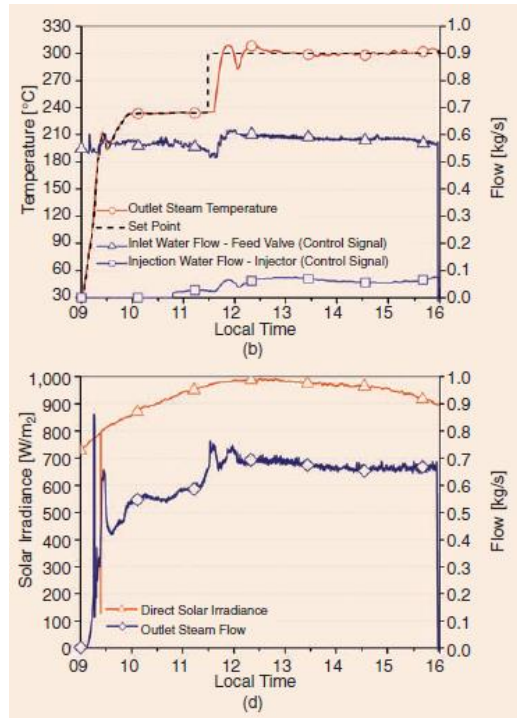 330
300
270
240
210
180
150
120
90
60
30
Temperature [°C]
1.0
0.9
0.8
0.7
0.6
0.5
0.4
0.3
0.2
0.1
0.0
Flow [kg/s]
Outlet Steam Temperature
Set Point
Inlet Water Flow - Feed Valve (Control Signal)
Injection Water Flow - Injector (Control Signal)
09 10 11 12 13 14 15 16
Local Time
(b)
1,000
900
800
700
600
500
400
300
200
100
0
Solar Irradiance [W/m2]
1.0
0.9
0.8
0.7
0.6
0.5
0.4
0.3
0.2
0.1
0.0
Flow [kg/s]
Direct Solar Irradiance
Outlet Steam Flow
09 10 11 12 13 14 15 16
Local Time
(d)